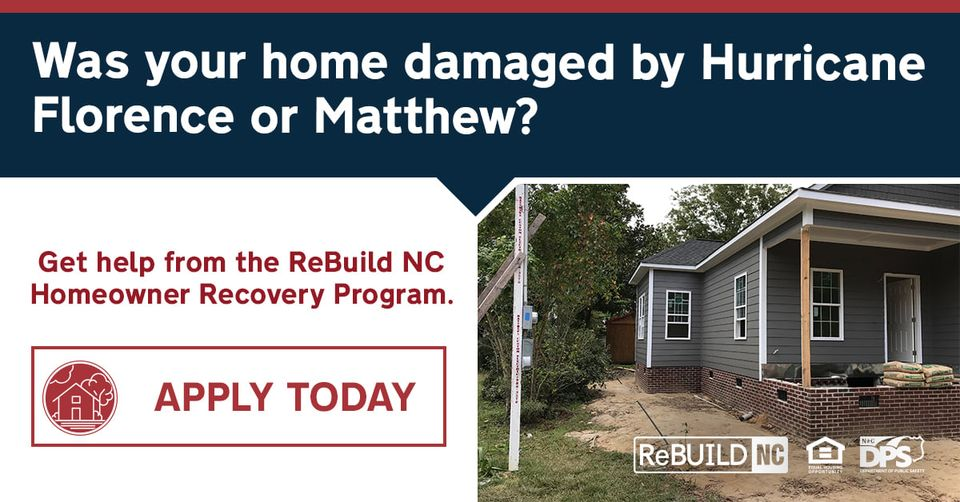 Was your home damaged by Hurricane
Florence or Matthew?
Get help from the ReBuild NC
Homeowner Recovery Program.
APPLY TODAY
ReBUILD NC
EQUAL HOUSING
OPPORTUNITY
DPS
DEPARTMENT OF PUBLIC SAFETY